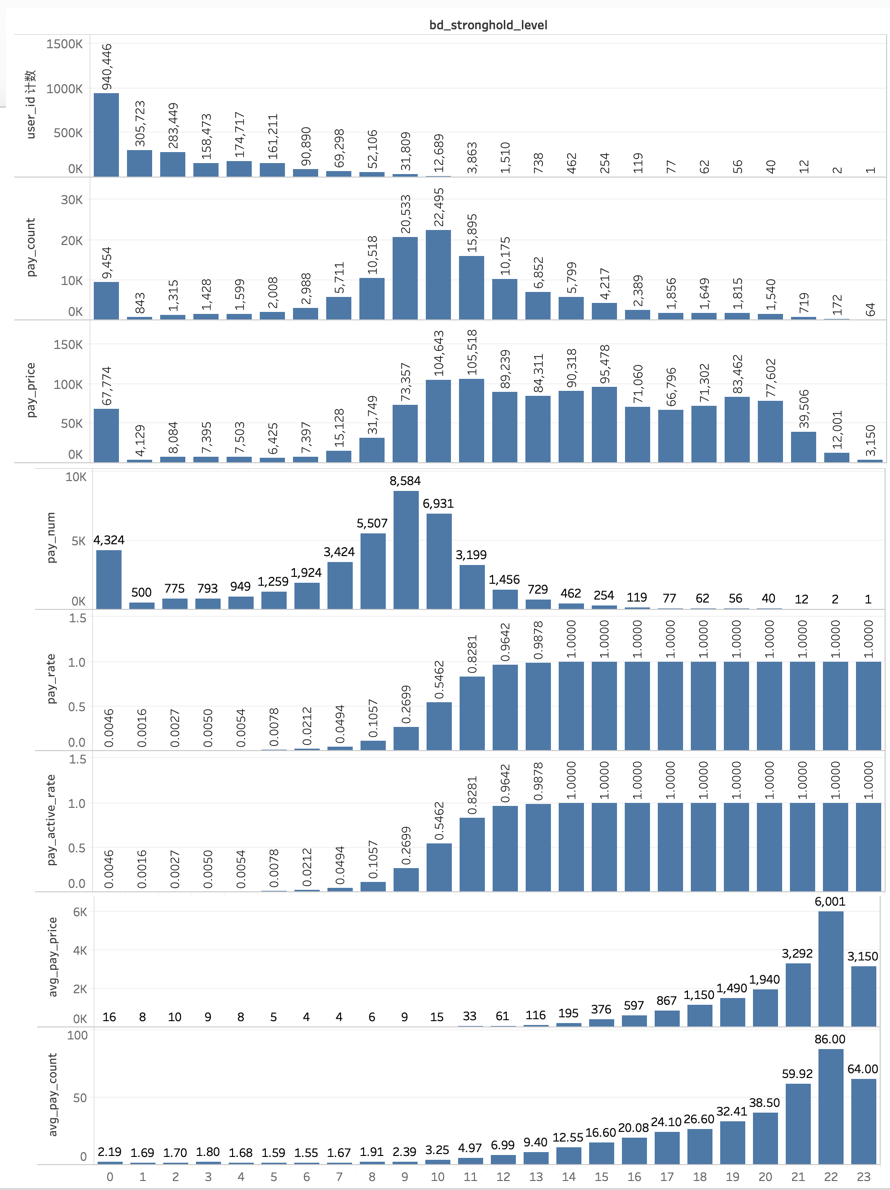 bd_stronghold_level
user_id 计数
1500K
1000K
500K
0K
940,446 305,723 283,449 158,473 174,717 161,211 90,890 69,298 52,106 31,809 12,689 3,863 1,510 738 462 254 119 77 62 56 40 12 2 1
pay_count
30K
20K
10K
0K
9,454 843 1,315 1,428 1,599 2,008 2,988 5,711 10,518 20,533 22,495 15,895 10,175 6,852 5,799 4,217 2,389 1,856 1,649 1,815 1,540 719 172 64
pay_price
150K
100K
50K
0K
67,774 4,129 8,084 7,395 7,503 6,425 7,397 15,128 31,749 73,357 104,643 105,518 89,239 84,311 90,318 95,478 71,060 66,796 71,302 83,462 77,602 39,506 12,001 3,150
pay_num
10K
5K
0K
4,324 500 775 793 949 1,259 1,924 3,424 5,507 8,584 6,931 3,199 1,456 729 462 254 119 77 62 56 40 12 2 1
pay_rate
1.5
1.0
0.5
0.0
0.0046 0.0016 0.0027 0.0050 0.0054 0.0078 0.0212 0.0494 0.1057 0.2699 0.5462 0.8281 0.9642 0.9878 1.0000 1.0000 1.0000 1.0000 1.0000 1.0000 1.0000 1.0000 1.0000 1.0000
pay_active_rate
1.5
1.0
0.5
0.0
0.0046 0.0016 0.0027 0.0050 0.0054 0.0078 0.0212 0.0494 0.1057 0.2699 0.5462 0.8281 0.9642 0.9878 1.0000 1.0000 1.0000 1.0000 1.0000 1.0000 1.0000 1.0000 1.0000 1.0000
avg_pay_price
6K
4K
2K
0K
16 8 10 9 8 5 4 4 6 9 15 33 61 116 195 376 597 867 1,150 1,490 1,940 3,292 6,001 3,150
avg_pay_count
100
50
0
2.19 1.69 1.70 1.80 1.68 1.59 1.55 1.67 1.91 2.39 3.25 4.97 6.99 9.40 12.55 16.60 20.08 24.10 26.60 32.41 38.50 59.92 86.00 64.00
0 1 2 3 4 5 6 7 8 9 10 11 12 13 14 15 16 17 18 19 20 21 22 23